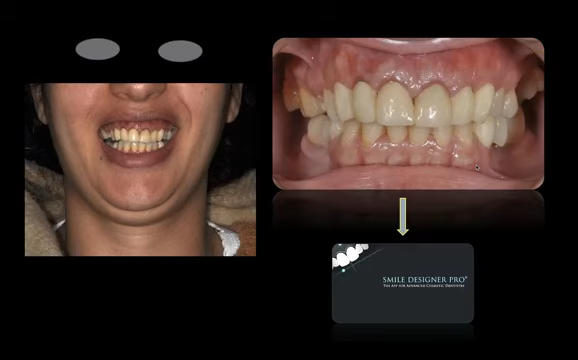 SMILE DESIGNER PRO®
THE APP FOR ADVANCED COSMETIC DENTISTRY